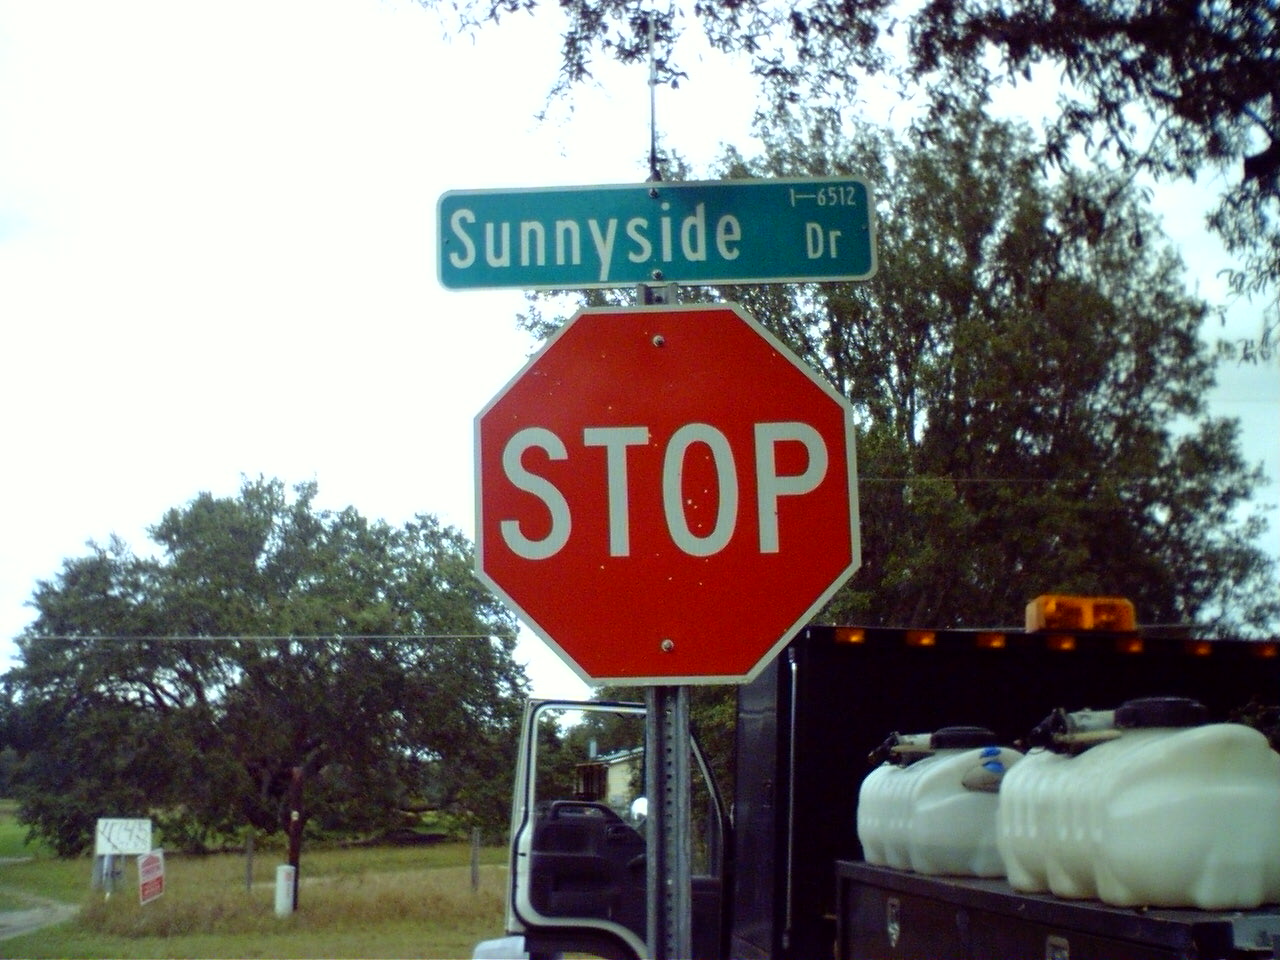 1—6512
Sunnyside Dr
STOP